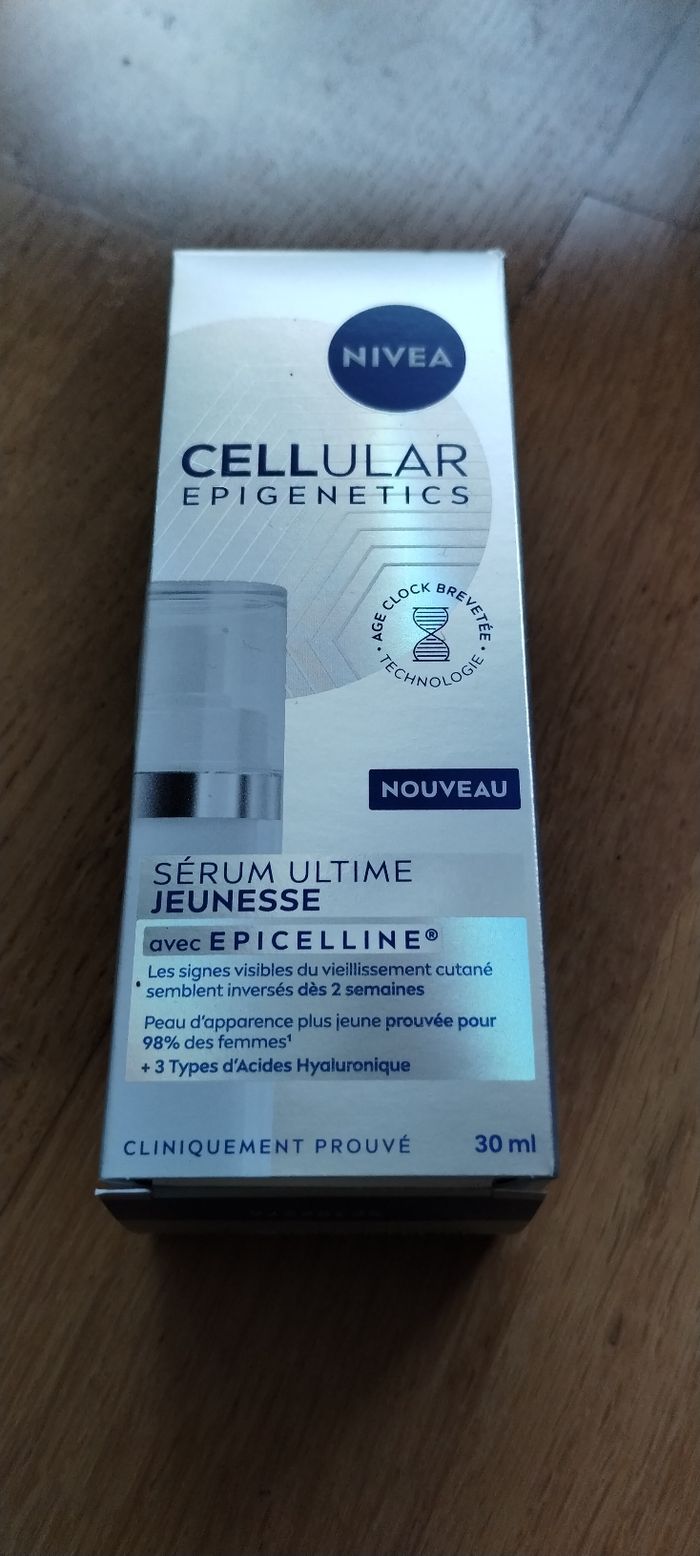 NIVEA
CELLULAR
EPIGENETICS
• AGE CLOCK BREVETÉE •
TECHNOLOGIE
NOUVEAU
SÉRUM ULTIME
JEUNESSE
avec EPICELLINE®
Les signes visibles du vieillissement cutané
semblent inversés dès 2 semaines
Peau d'apparence plus jeune prouvée pour
98% des femmes¹
+ 3 Types d'Acides Hyaluronique
CLINIQUEMENT PROUVÉ
30 ml